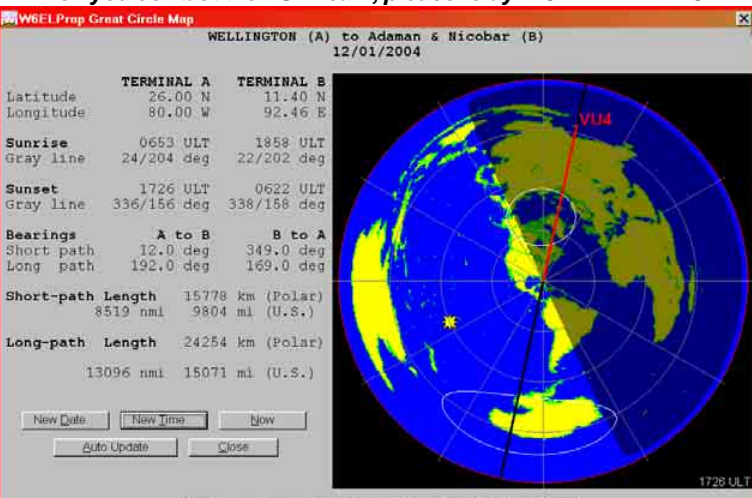 W6ELProp Great Circle Map
WELLINGTON (A) to Adaman & Nicobar (B)
12/01/2004
TERMINAL A TERMINAL B
Latitude 26.00 N 11.40 N
Longitude 80.00 W 92.46 E
Sunrise 0653 ULT 1858 ULT
Gray line 24/204 deg 22/202 deg
Sunset 1726 ULT 0622 ULT
Gray line 336/156 deg 338/158 deg
Bearings A to B B to A
Short path 12.0 deg 349.0 deg
Long path 192.0 deg 169.0 deg
Short-path Length 15778 km (Polar)
8519 nmi 9804 mi (U.S.)
Long-path Length 24254 km (Polar)
13096 nmi 15071 mi (U.S.)
New Date New Time Now
Auto Update Close
VU4
1726 ULT